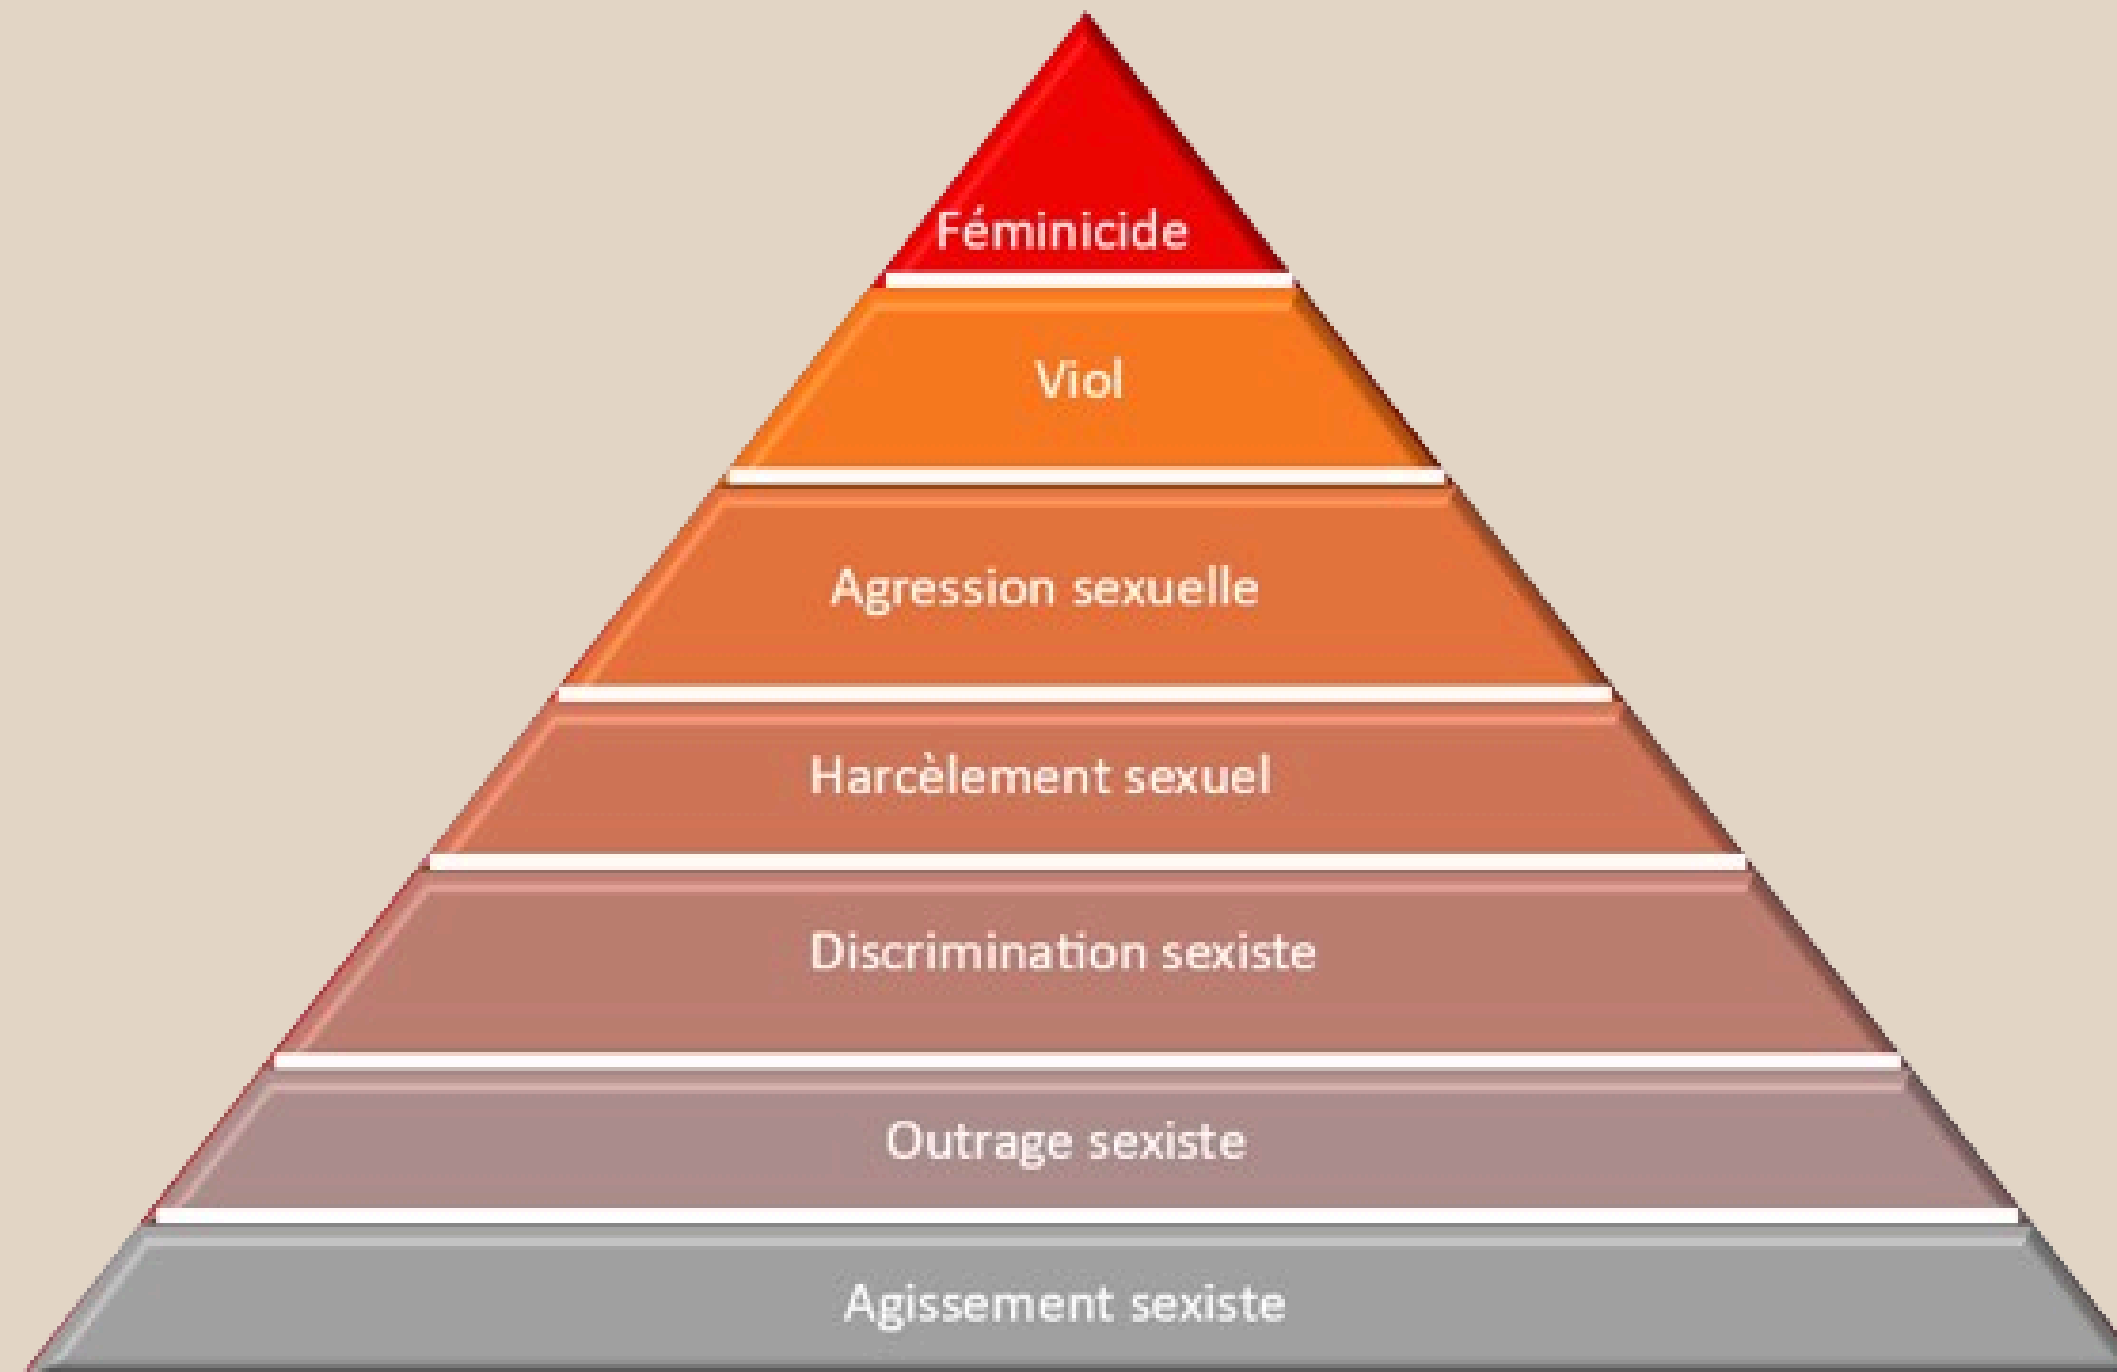 Féminicide
Viol
Agression sexuelle
Harcèlement sexuel
Discrimination sexiste
Outrage sexiste
Agissement sexiste